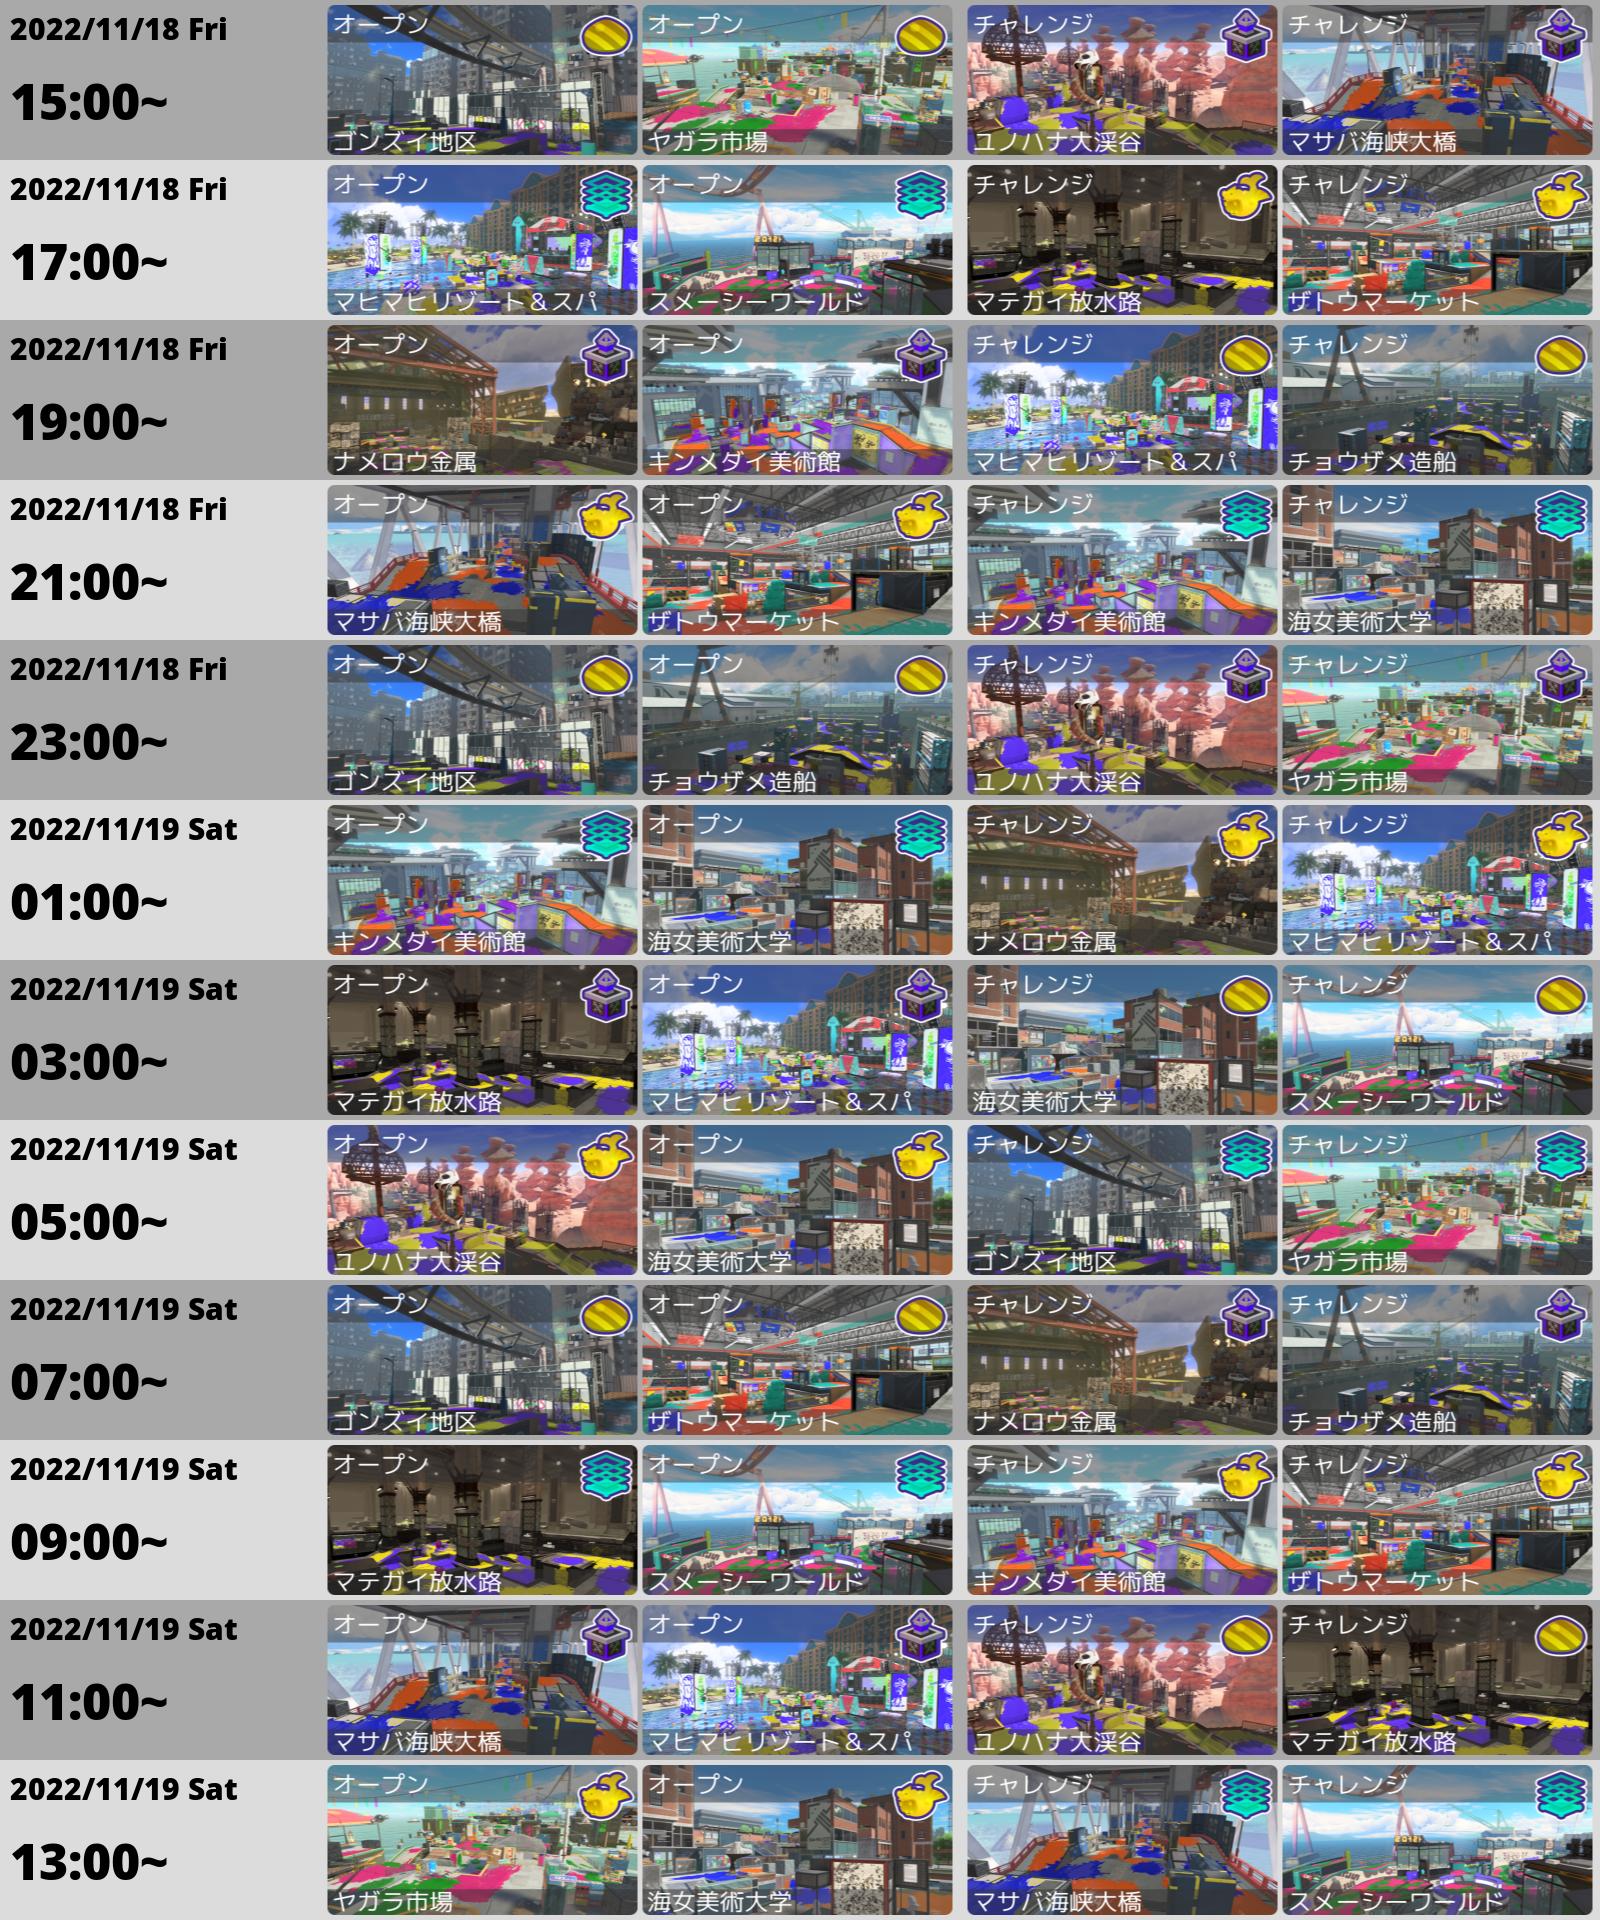 2022/11/18 Fri
15:00~
オープン
ゴンズイ地区
オープン
ヤガラ市場
チャレンジ
ユノハナ大渓谷
チャレンジ
マサバ海峡大橋
2022/11/18 Fri
17:00~
オープン
マヒマヒリゾート＆スパ
オープン
スメーシーワールド
チャレンジ
マテガイ放水路
チャレンジ
ザトウマーケット
2022/11/18 Fri
19:00~
オープン
ナメロウ金属
オープン
キンメダイ美術館
チャレンジ
マヒマヒリゾート＆スパ
チャレンジ
チョウザメ造船
2022/11/18 Fri
21:00~
オープン
マサバ海峡大橋
オープン
ザトウマーケット
チャレンジ
キンメダイ美術館
チャレンジ
海女美術大学
2022/11/18 Fri
23:00~
オープン
ゴンズイ地区
オープン
チョウザメ造船
チャレンジ
ユノハナ大渓谷
チャレンジ
ヤガラ市場
2022/11/19 Sat
01:00~
オープン
キンメダイ美術館
オープン
海女美術大学
チャレンジ
ナメロウ金属
チャレンジ
マヒマヒリゾート＆スパ
2022/11/19 Sat
03:00~
オープン
マテガイ放水路
オープン
マヒマヒリゾート＆スパ
チャレンジ
海女美術大学
チャレンジ
スメーシーワールド
2022/11/19 Sat
05:00~
オープン
ユノハナ大渓谷
オープン
海女美術大学
チャレンジ
ゴンズイ地区
チャレンジ
ヤガラ市場
2022/11/19 Sat
07:00~
オープン
ゴンズイ地区
オープン
ザトウマーケット
チャレンジ
ナメロウ金属
チャレンジ
チョウザメ造船
2022/11/19 Sat
09:00~
オープン
マテガイ放水路
オープン
スメーシーワールド
チャレンジ
キンメダイ美術館
チャレンジ
ザトウマーケット
2022/11/19 Sat
11:00~
オープン
マサバ海峡大橋
オープン
マヒマヒリゾート＆スパ
チャレンジ
ユノハナ大渓谷
チャレンジ
マテガイ放水路
2022/11/19 Sat
13:00~
オープン
ヤガラ市場
オープン
海女美術大学
チャレンジ
マサバ海峡大橋
チャレンジ
スメーシーワールド